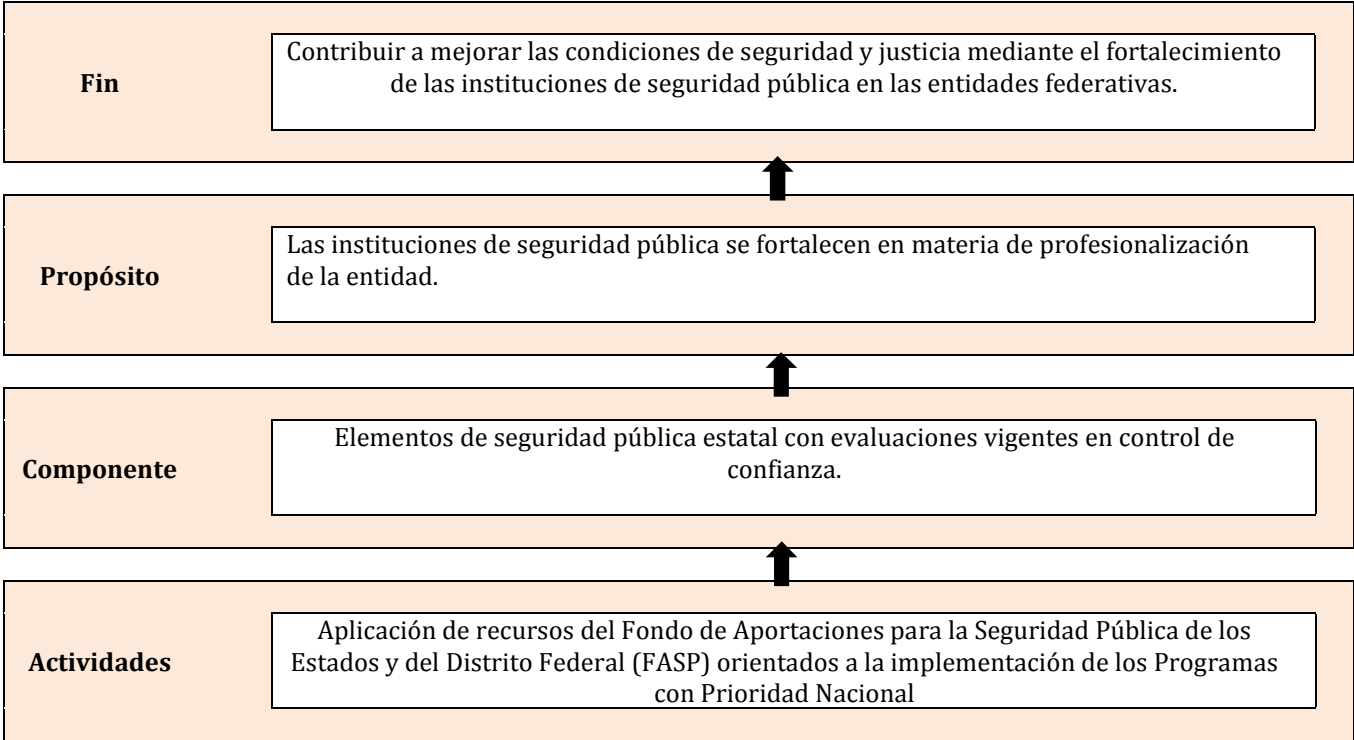 Fin
Contribuir a mejorar las condiciones de seguridad y justicia mediante el fortalecimiento
de las instituciones de seguridad pública en las entidades federativas.
Propósito
Las instituciones de seguridad pública se fortalecen en materia de profesionalización
de la entidad.
Componente
Elementos de seguridad pública estatal con evaluaciones vigentes en control de
confianza.
Actividades
Aplicación de recursos del Fondo de Aportaciones para la Seguridad Pública de los
Estados y del Distrito Federal (FASP) orientados a la implementación de los Programas
con Prioridad Nacional